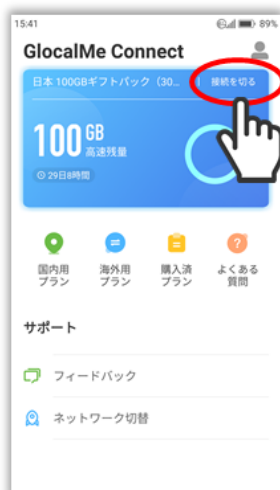 15:41
89%
GlocalMe Connect
日本 100GBギフトパック（30...
接続を切る
100 GB
高速残量
29日8時間
国内用
プラン
海外用
プラン
購入済
プラン
よくある
質問
サポート
フィードバック
ネットワーク切替